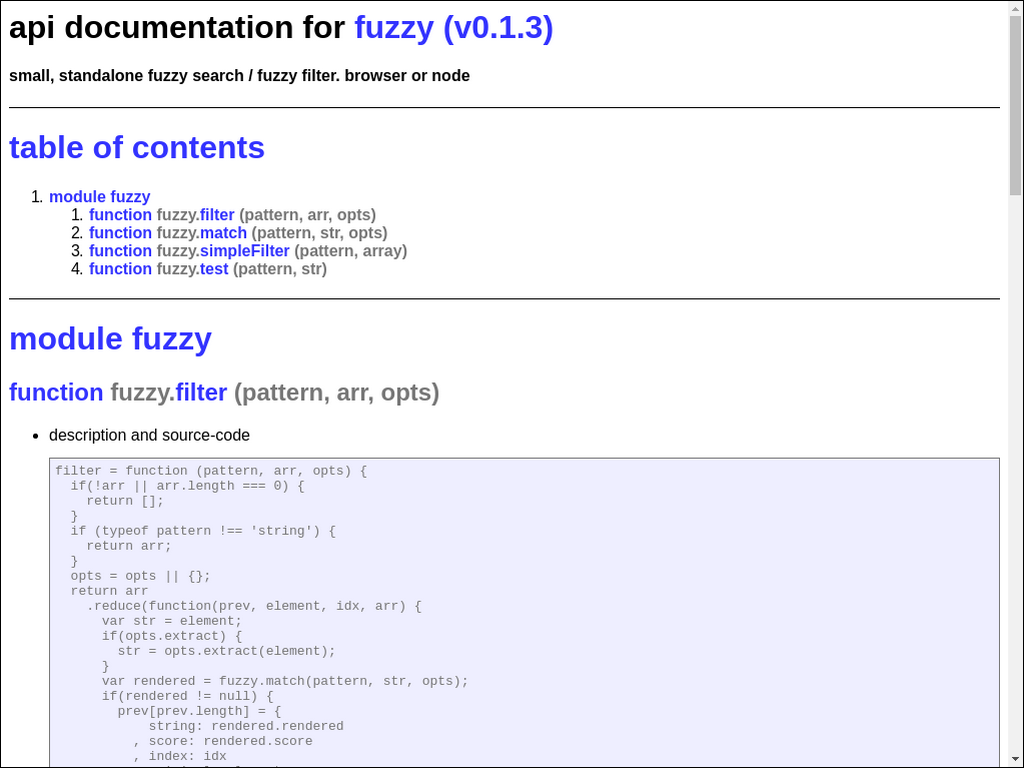 api documentation for fuzzy (v0.1.3)
small, standalone fuzzy search / fuzzy filter. browser or node
table of contents
1. module fuzzy
1. function fuzzy.filter (pattern, arr, opts)
2. function fuzzy.match (pattern, str, opts)
3. function fuzzy.simpleFilter (pattern, array)
4. function fuzzy.test (pattern, str)
module fuzzy
function fuzzy.filter (pattern, arr, opts)
• description and source-code
filter = function (pattern, arr, opts) {
  if(!arr || arr.length === 0) {
    return [];
  }
  if (typeof pattern !== 'string') {
    return arr;
  }
  opts = opts || {};
  return arr
    .reduce(function(prev, element, idx, arr) {
      var str = element;
      if(opts.extract) {
        str = opts.extract(element);
      }
      var rendered = fuzzy.match(pattern, str, opts);
      if(rendered != null) {
        prev[prev.length] = {
            string: rendered.rendered
          , score: rendered.score
          , index: idx